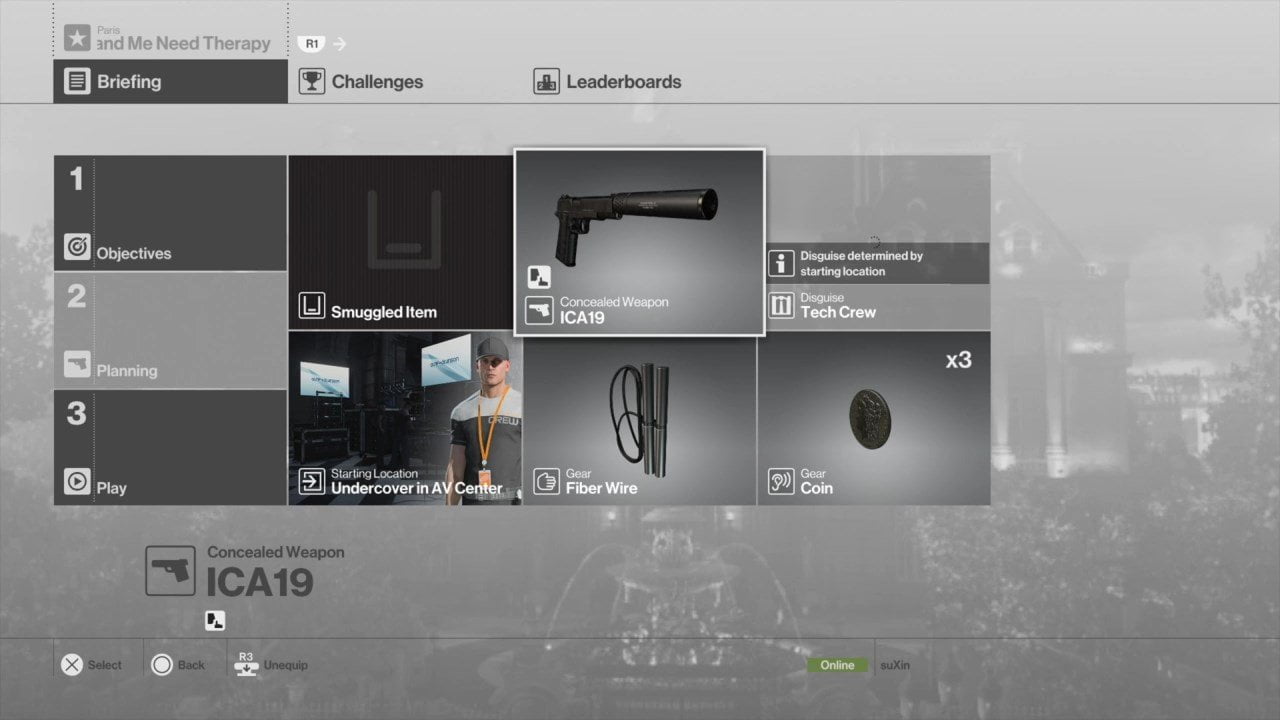 Paris
and Me Need Therapy
R1
Briefing
Challenges
Leaderboards
1
Objectives
2
Planning
3
Play
Smuggled Item
Concealed Weapon
ICA19
Disguise determined by
starting location
Disguise
Tech Crew
CREW
Starting Location
Undercover in AV Center
Gear
Fiber Wire
x3
Gear
Coin
Concealed Weapon
ICA19
Select
Back
R3
Unequip
Online
suXin